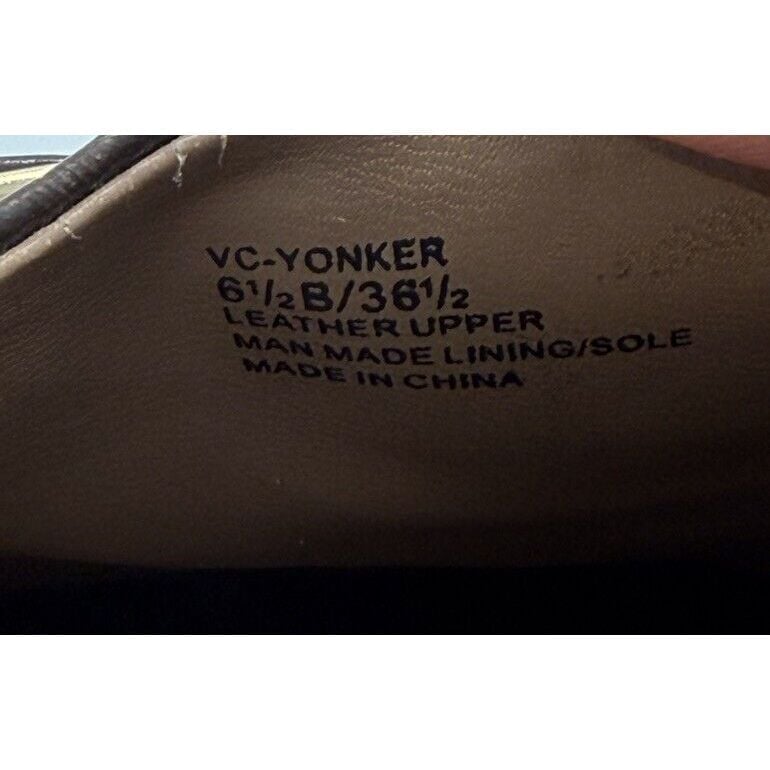 VC-YONKER
6½B/36½
LEATHER UPPER
MAN MADE LINING/SOLE
MADE IN CHINA